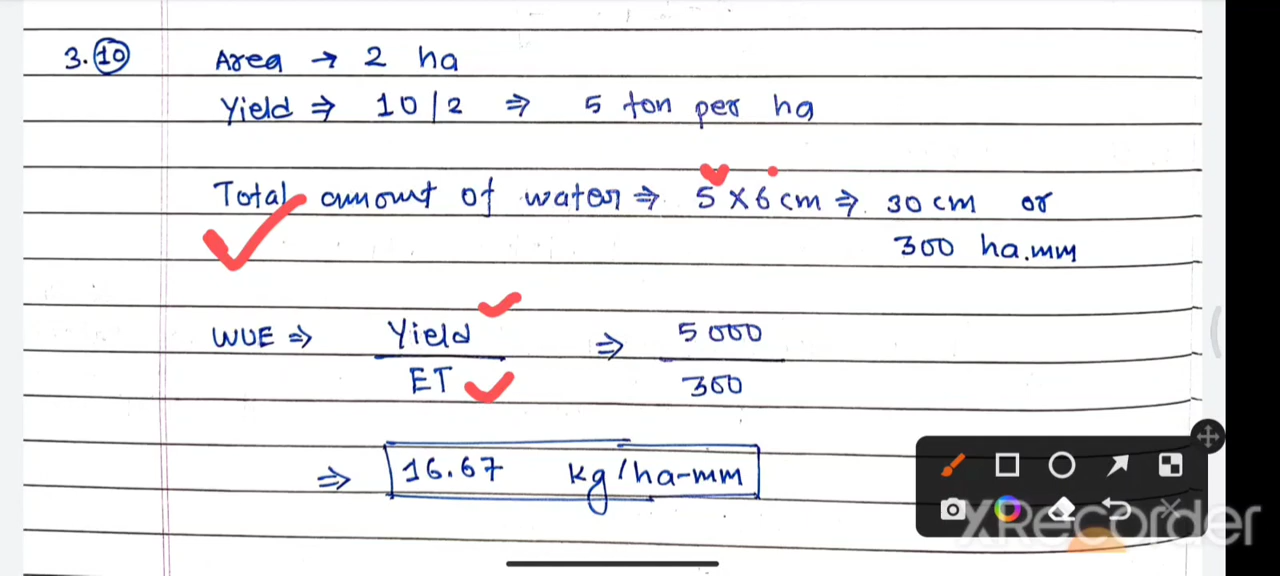 3.10 Area → 2 ha
Yield ⇒ 10/2 ⇒ 5 ton per ha
Total amount of water ⇒ 5 × 6 cm ⇒ 30 cm or
300 ha.mm
WUE ⇒ Yield / ET ⇒ 5000 / 300
⇒ 16.67 kg/ha-mm
XRecorder